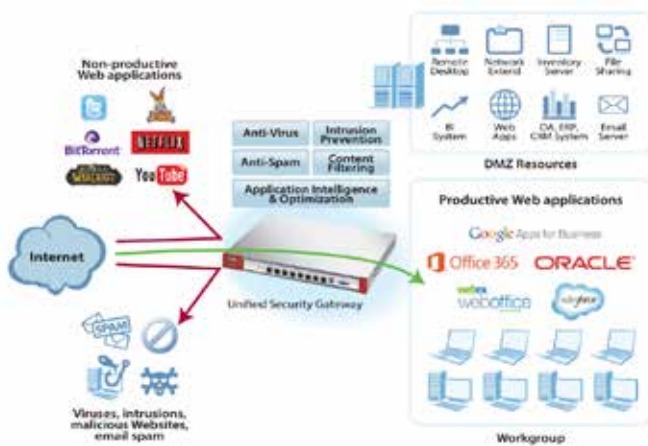 Non-productive
Web applications
BitTorrent
NETFLIX
WARCRAFT
YouTube
Internet
SPAM
Viruses, intrusions,
malicious Websites,
email spam
Anti-Virus
Intrusion
Prevention
Anti-Spam
Content
Filtering
Application Intelligence
& Optimization
Unified Security Gateway
Remote
Desktop
Network
Extend
Inventory
Server
File
Sharing
BI
System
Web
Apps
OA, ERP,
CRM System
Email
Server
DMZ Resources
Productive Web applications
Google Apps for Business
Office 365
ORACLE
webex
weboffice
salesforce
Workgroup